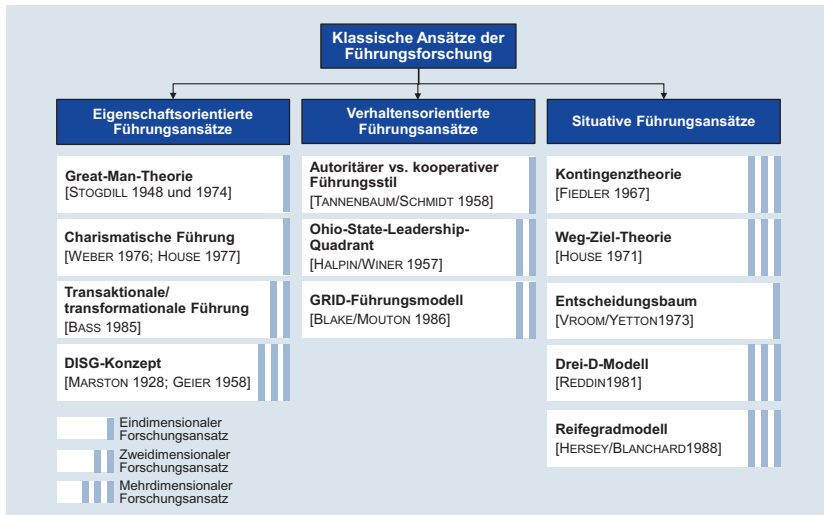 Klassische Ansätze der
Führungsforschung
Eigenschaftsorientierte
Führungsansätze
Great-Man-Theorie
[STOGDILL 1948 und 1974]
Charismatische Führung
[WEBER 1976; HOUSE 1977]
Transaktionale/
transformationale Führung
[BASS 1985]
DISG-Konzept
[MARSTON 1928; GEIER 1958]
Verhaltensorientierte
Führungsansätze
Autoritärer vs. kooperativer
Führungsstil
[TANNENBAUM/SCHMIDT 1958]
Ohio-State-Leadership-
Quadrant
[HALPIN/WINER 1957]
GRID-Führungsmodell
[BLAKE/MOUTON 1986]
Situative Führungsansätze
Kontingenztheorie
[FIEDLER 1967]
Weg-Ziel-Theorie
[HOUSE 1971]
Entscheidungsbaum
[VROOM/YETTON1973]
Drei-D-Modell
[REDDIN1981]
Reifegradmodell
[HERSEY/BLANCHARD1988]
Eindimensionaler
Forschungsansatz
Zweidimensionaler
Forschungsansatz
Mehrdimensionaler
Forschungsansatz